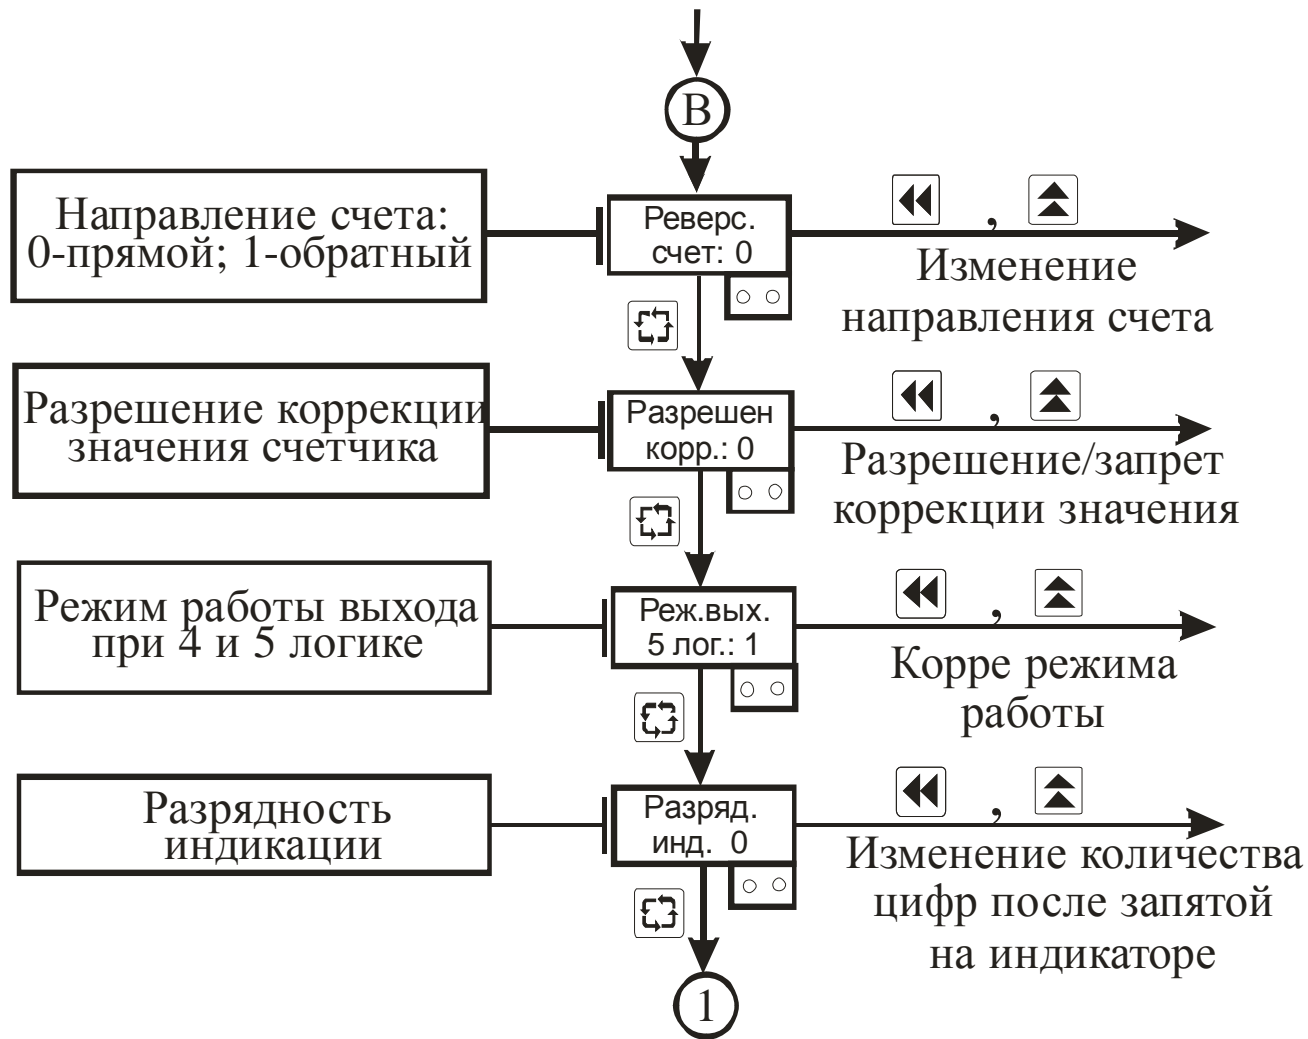 В
Направление счета:
0-прямой; 1-обратный
Реверс.
счет: 0
,
Изменение
направления счета
Разрешение коррекции
значения счетчика
Разрешен
корр.: 0
,
Разрешение/запрет
коррекции значения
Режим работы выхода
при 4 и 5 логике
Реж.вых.
5 лог.: 1
,
Корре режима
работы
Разрядность
индикации
Разряд.
инд. 0
,
Изменение количества
цифр после запятой
на индикаторе
1